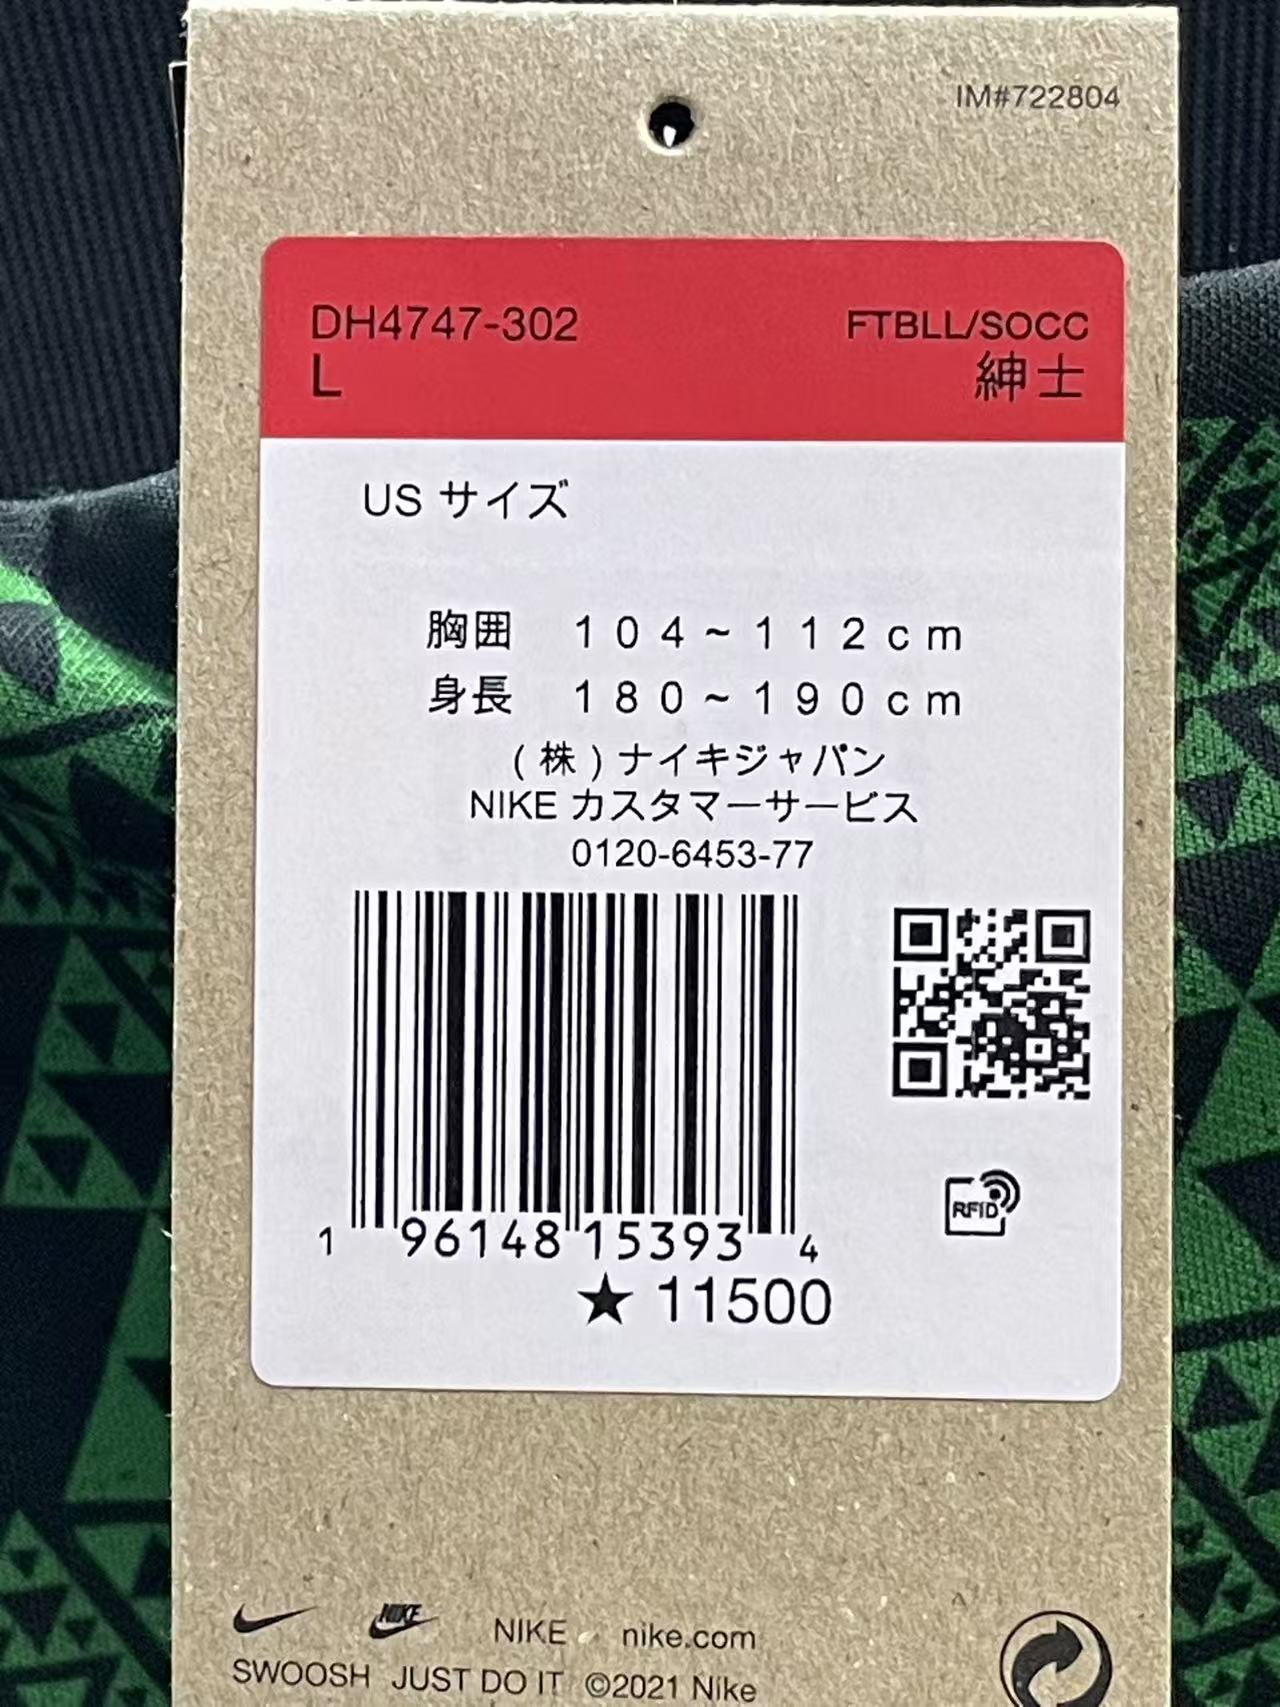 IM#722804
DH4747-302 FTBLL/SOCC
L 紳士
US サイズ
胸囲 104~112cm
身長 180~190cm
(株)ナイキジャパン
NIKE カスタマーサービス
0120-6453-77
1 96148 15393 4
★ 11500
RFID
NIKE NIKE nike.com
SWOOSH JUST DO IT ©2021 Nike